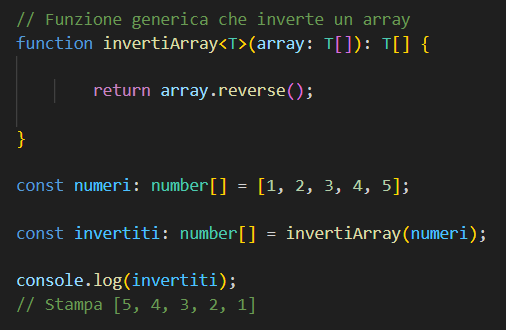 // Funzione generica che inverte un array
function invertiArray<T>(array: T[]): T[] {
return array.reverse();
}
const numeri: number[] = [1, 2, 3, 4, 5];
const invertiti: number[] = invertiArray(numeri);
console.log(invertiti);
// Stampa [5, 4, 3, 2, 1]